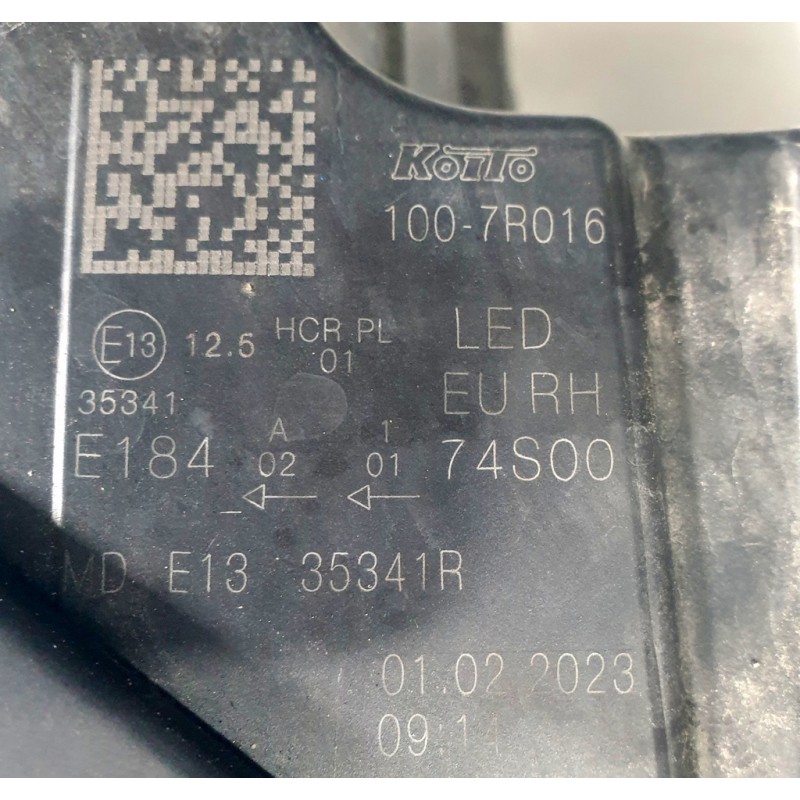 KOITO
100-7R016
E13 12.5 HCR PL LED
01
35341 EU RH
E184 A 1 74S00
02 01
MD E13 35341R
01.02.2023
09:14